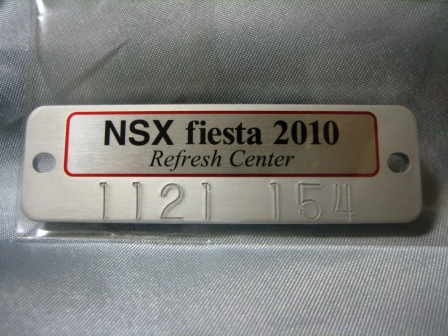 NSX fiesta 2010
Refresh Center
1121 154